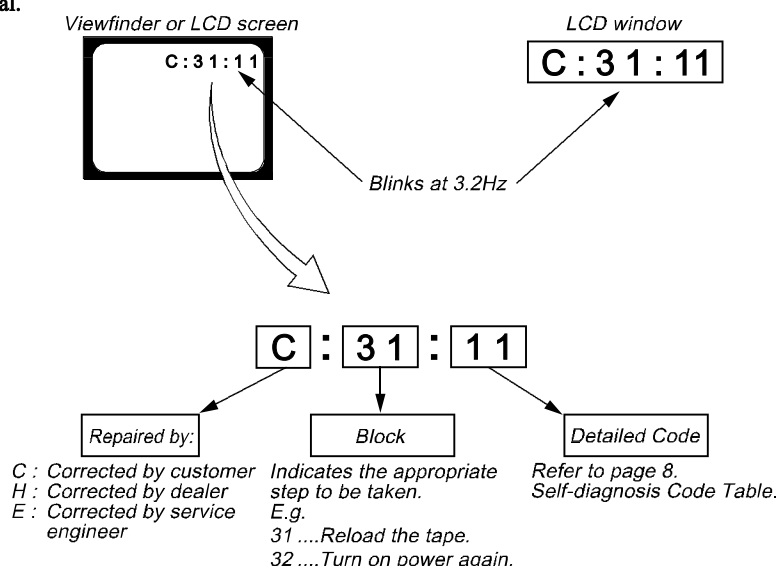 al.
Viewfinder or LCD screen
LCD window
C:31:11
C:31:11
Blinks at 3.2Hz
C : 31 : 11
Repaired by:
C : Corrected by customer
H : Corrected by dealer
E : Corrected by service
engineer
Block
Indicates the appropriate
step to be taken.
E.g.
31 ....Reload the tape.
32 ....Turn on power again.
Detailed Code
Refer to page 8.
Self-diagnosis Code Table.